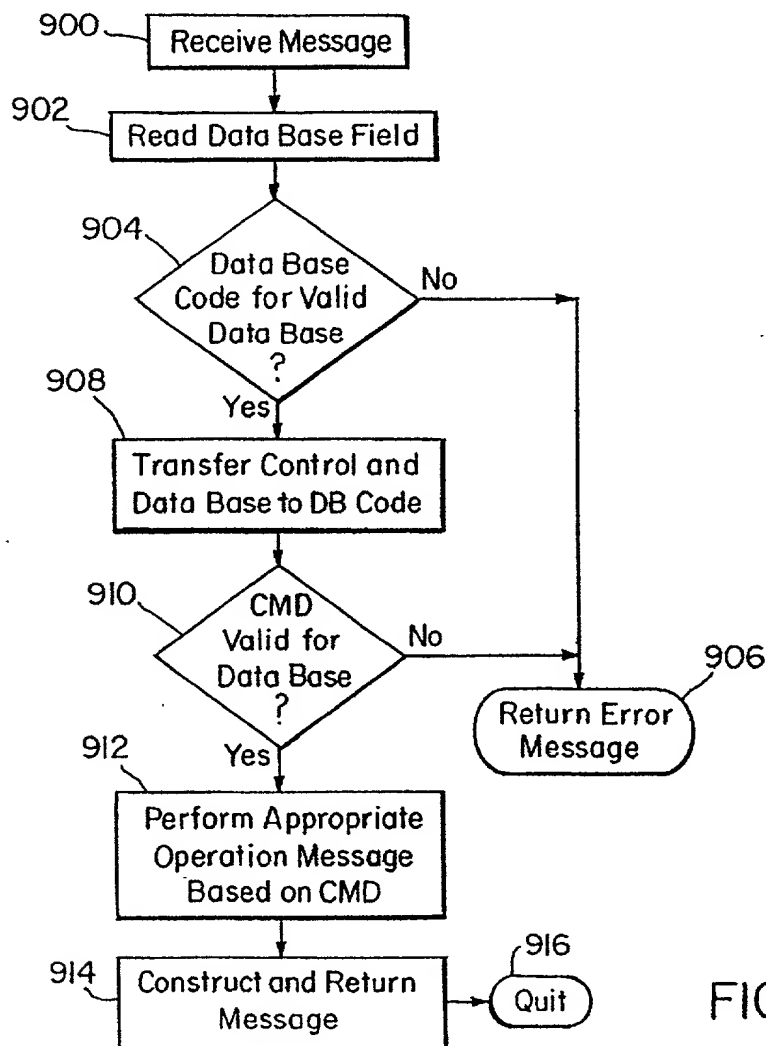 900
Receive Message
902
Read Data Base Field
904
Data Base
Code for Valid
Data Base
?
No
908
Yes
Transfer Control and
Data Base to DB Code
910
CMD
Valid for
Data Base
?
No
906
Return Error
Message
912
Yes
Perform Appropriate
Operation Message
Based on CMD
914
Construct and Return
Message
916
Quit
FIG